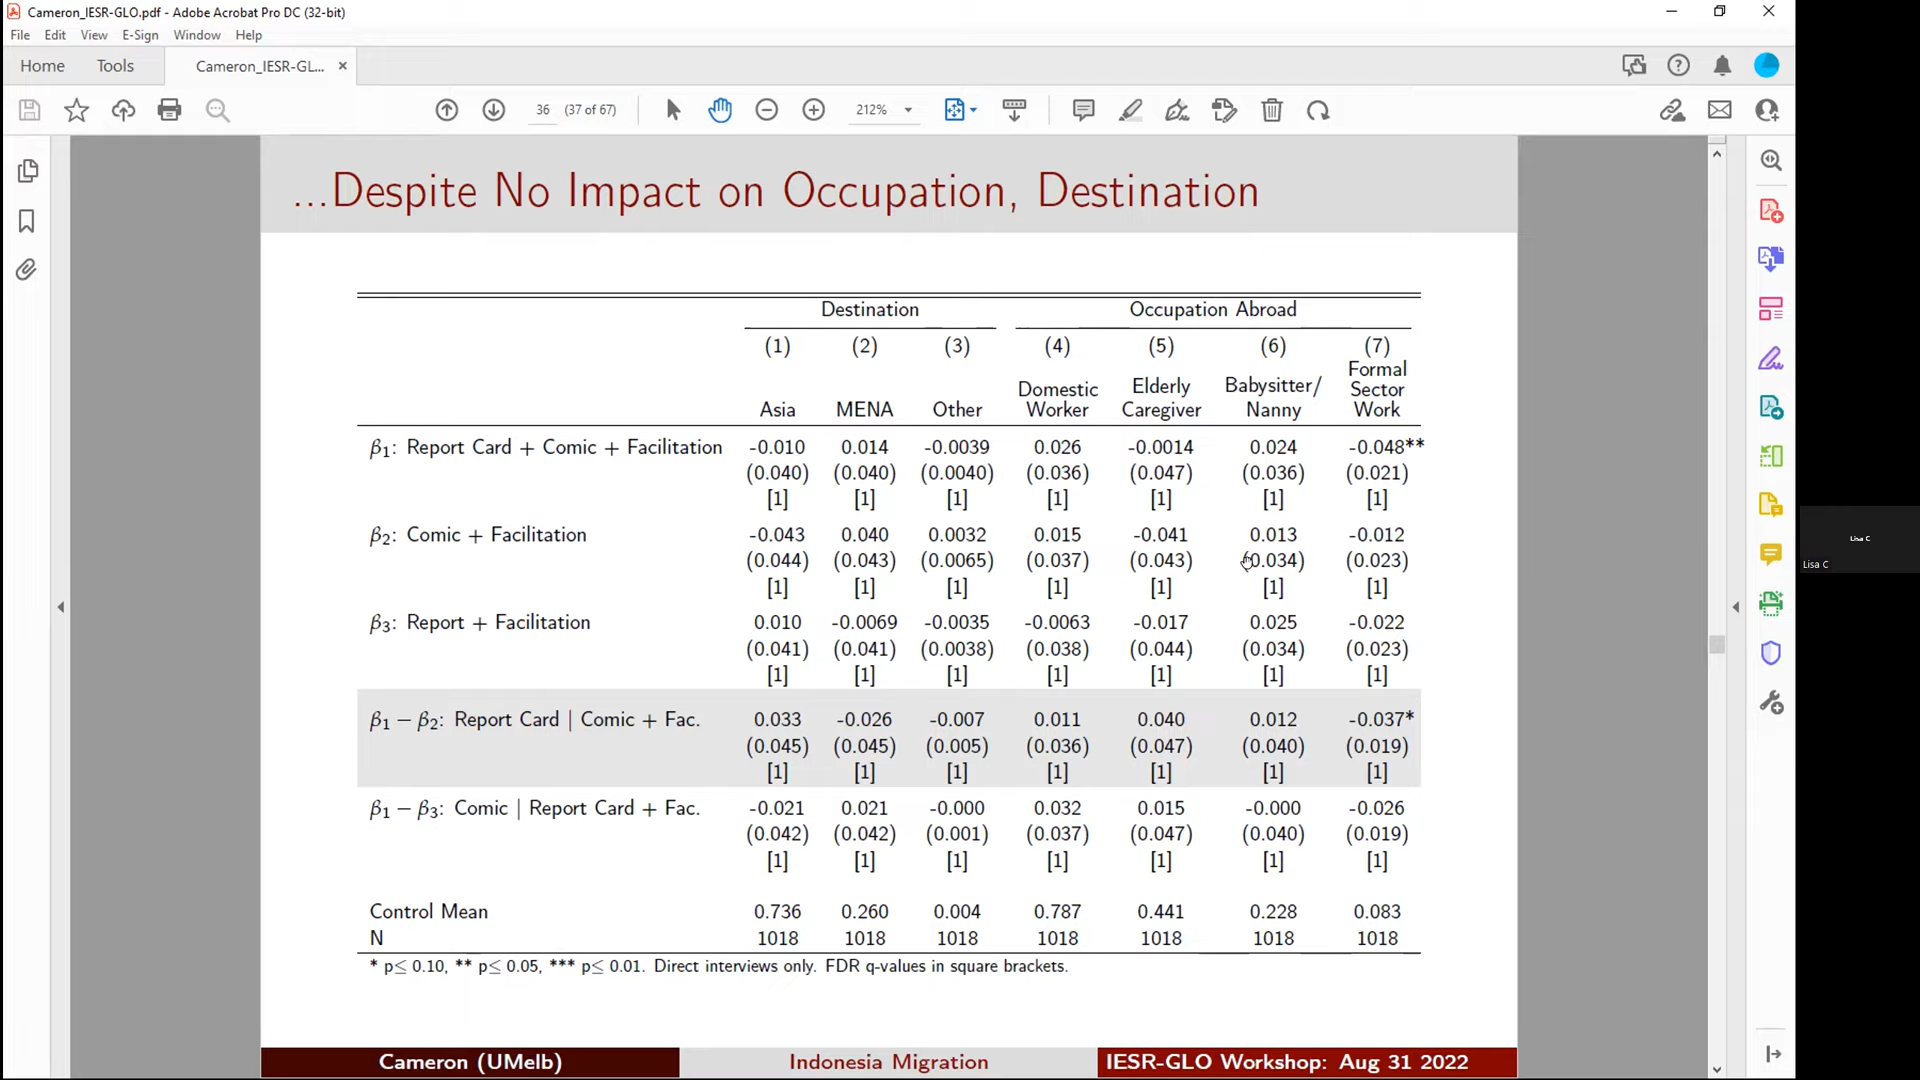 Cameron_IESR-GLO.pdf - Adobe Acrobat Pro DC (32-bit)
File Edit View E-Sign Window Help
Home Tools Cameron_IESR-GL... ×
36 (37 of 67) 212%
...Despite No Impact on Occupation, Destination
Destination Occupation Abroad
(1) (2) (3) (4) (5) (6) (7)
Asia MENA Other Domestic Worker Elderly Caregiver Babysitter/ Nanny Formal Sector Work
β1: Report Card + Comic + Facilitation -0.010 0.014 -0.0039 0.026 -0.0014 0.024 -0.048**
(0.040) (0.040) (0.0040) (0.036) (0.047) (0.036) (0.021)
[1] [1] [1] [1] [1] [1] [1]
β2: Comic + Facilitation -0.043 0.040 0.0032 0.015 -0.041 0.013 -0.012
(0.044) (0.043) (0.0065) (0.037) (0.043) (0.034) (0.023)
[1] [1] [1] [1] [1] [1] [1]
β3: Report + Facilitation 0.010 -0.0069 -0.0035 -0.0063 -0.017 0.025 -0.022
(0.041) (0.041) (0.0038) (0.038) (0.044) (0.034) (0.023)
[1] [1] [1] [1] [1] [1] [1]
β1 − β2: Report Card | Comic + Fac. 0.033 -0.026 -0.007 0.011 0.040 0.012 -0.037*
(0.045) (0.045) (0.005) (0.036) (0.047) (0.040) (0.019)
[1] [1] [1] [1] [1] [1] [1]
β1 − β3: Comic | Report Card + Fac. -0.021 0.021 -0.000 0.032 0.015 -0.000 -0.026
(0.042) (0.042) (0.001) (0.037) (0.047) (0.040) (0.019)
[1] [1] [1] [1] [1] [1] [1]
Control Mean 0.736 0.260 0.004 0.787 0.441 0.228 0.083
N 1018 1018 1018 1018 1018 1018 1018
* p≤ 0.10, ** p≤ 0.05, *** p≤ 0.01. Direct interviews only. FDR q-values in square brackets.
Cameron (UMelb) Indonesia Migration IESR-GLO Workshop: Aug 31 2022
Lisa C
Lisa C